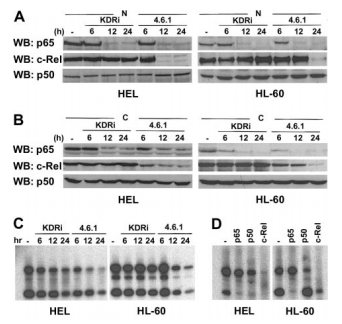 A N
KDRi 4.6.1 KDRi 4.6.1
(h) - 6 12 24 6 12 24 - 6 12 24 6 12 24
WB: p65
WB: c-Rel
WB: p50
HEL HL-60
B C
KDRi 4.6.1 KDRi 4.6.1
(h) - 6 12 24 6 12 24 - 6 12 24 6 12 24
WB: p65
WB: c-Rel
WB: p50
HEL HL-60
C KDRi 4.6.1 KDRi 4.6.1
hr - 6 12 24 6 12 24 - 6 12 24 6 12 24
HEL HL-60
D - p65 p50 c-Rel - p65 p50 c-Rel
HEL HL-60